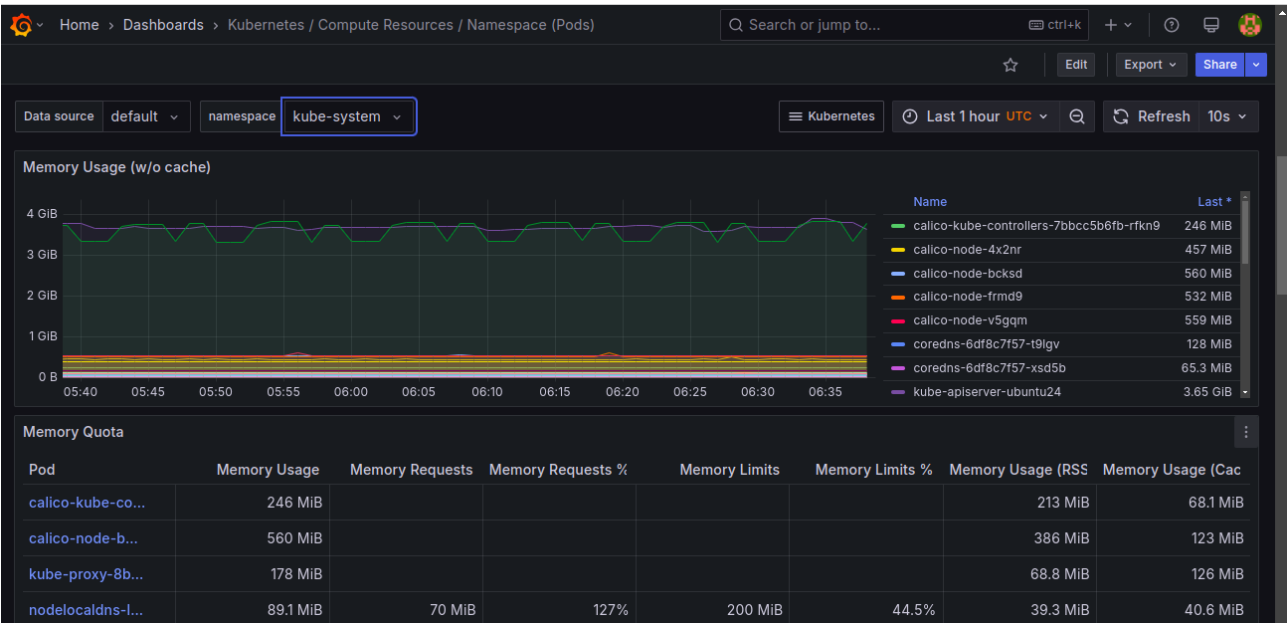 Home › Dashboards › Kubernetes / Compute Resources / Namespace (Pods) Search or jump to... ctrl+k
Edit Export Share
Data source default namespace kube-system Kubernetes Last 1 hour UTC Refresh 10s
Memory Usage (w/o cache)
4 GiB
3 GiB
2 GiB
1 GiB
0 B
05:40 05:45 05:50 05:55 06:00 06:05 06:10 06:15 06:20 06:25 06:30 06:35
Name Last *
calico-kube-controllers-7bbcc5b6fb-rfkn9 246 MiB
calico-node-4x2nr 457 MiB
calico-node-bcksd 560 MiB
calico-node-frmd9 532 MiB
calico-node-v5gqm 559 MiB
coredns-6df8c7f57-t9lgv 128 MiB
coredns-6df8c7f57-xsd5b 65.3 MiB
kube-apiserver-ubuntu24 3.65 GiB
Memory Quota
Pod Memory Usage Memory Requests Memory Requests % Memory Limits Memory Limits % Memory Usage (RSS Memory Usage (Cac
calico-kube-co... 246 MiB 213 MiB 68.1 MiB
calico-node-b... 560 MiB 386 MiB 123 MiB
kube-proxy-8b... 178 MiB 68.8 MiB 126 MiB
nodelocaldns-l... 89.1 MiB 70 MiB 127% 200 MiB 44.5% 39.3 MiB 40.6 MiB